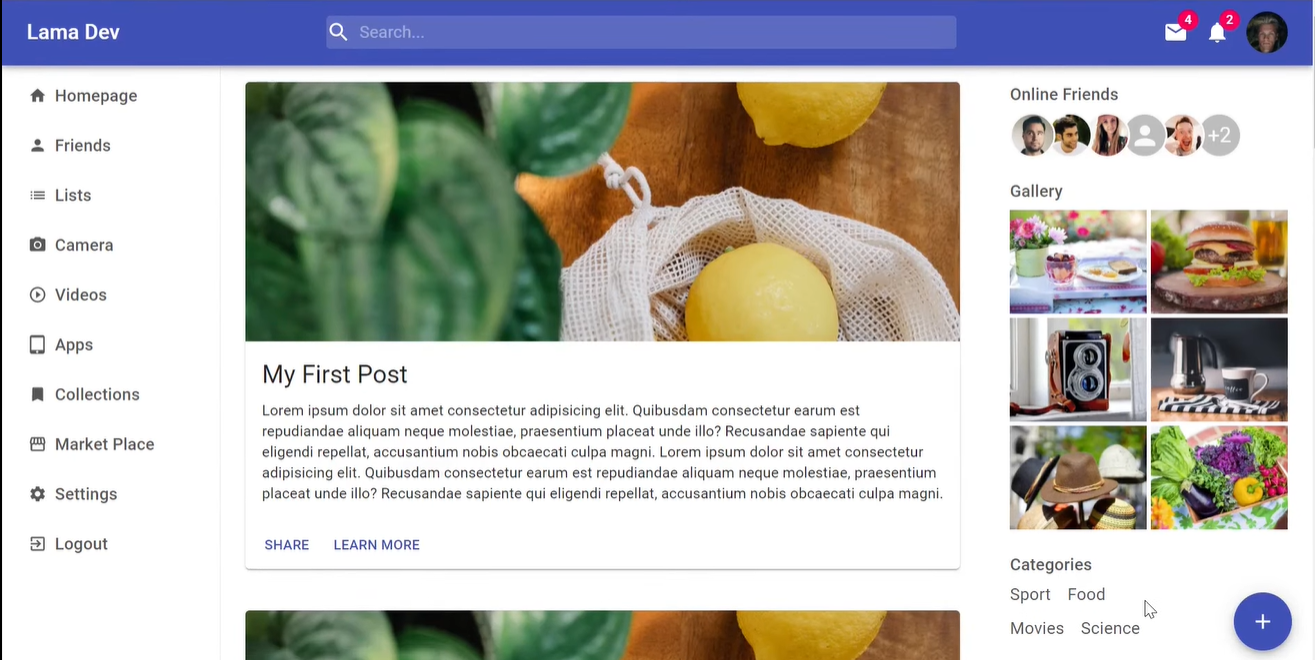 Lama Dev
Search...
4
2
Homepage
Friends
Lists
Camera
Videos
Apps
Collections
Market Place
Settings
Logout
My First Post
Lorem ipsum dolor sit amet consectetur adipisicing elit. Quibusdam consectetur earum est
repudiandae aliquam neque molestiae, praesentium placeat unde illo? Recusandae sapiente qui
eligendi repellat, accusantium nobis obcaecati culpa magni. Lorem ipsum dolor sit amet consectetur
adipisicing elit. Quibusdam consectetur earum est repudiandae aliquam neque molestiae, praesentium
placeat unde illo? Recusandae sapiente qui eligendi repellat, accusantium nobis obcaecati culpa magni.
SHARE LEARN MORE
Online Friends
+2
Gallery
coffee
Categories
Sport Food
Movies Science
+